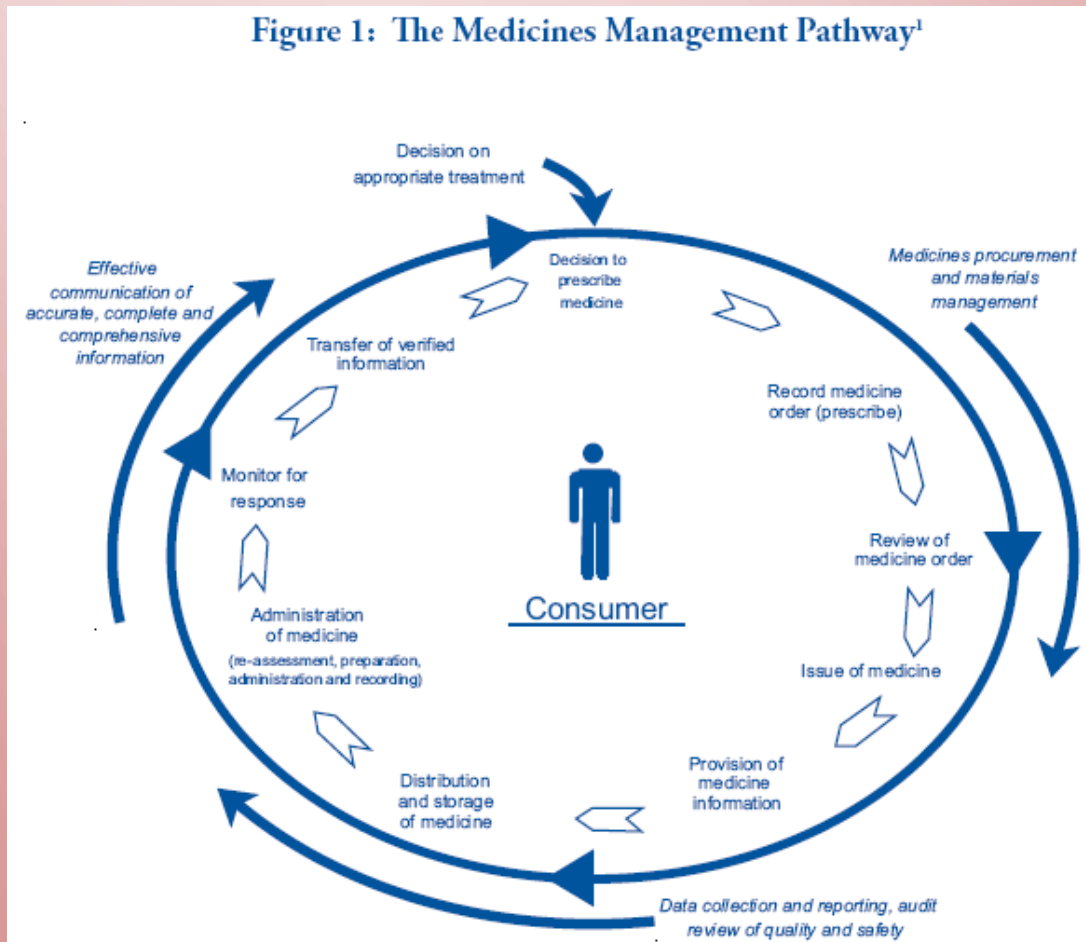 Figure 1: The Medicines Management Pathway¹
Decision on
appropriate treatment
Effective
communication of
accurate, complete and
comprehensive
information
Medicines procurement
and materials
management
Decision to
prescribe
medicine
Transfer of verified
information
Record medicine
order (prescribe)
Monitor for
response
Review of
medicine order
Consumer
Administration
of medicine
(re-assessment, preparation,
administration and recording)
Issue of medicine
Provision of
medicine
information
Distribution
and storage
of medicine
Data collection and reporting, audit
review of quality and safety